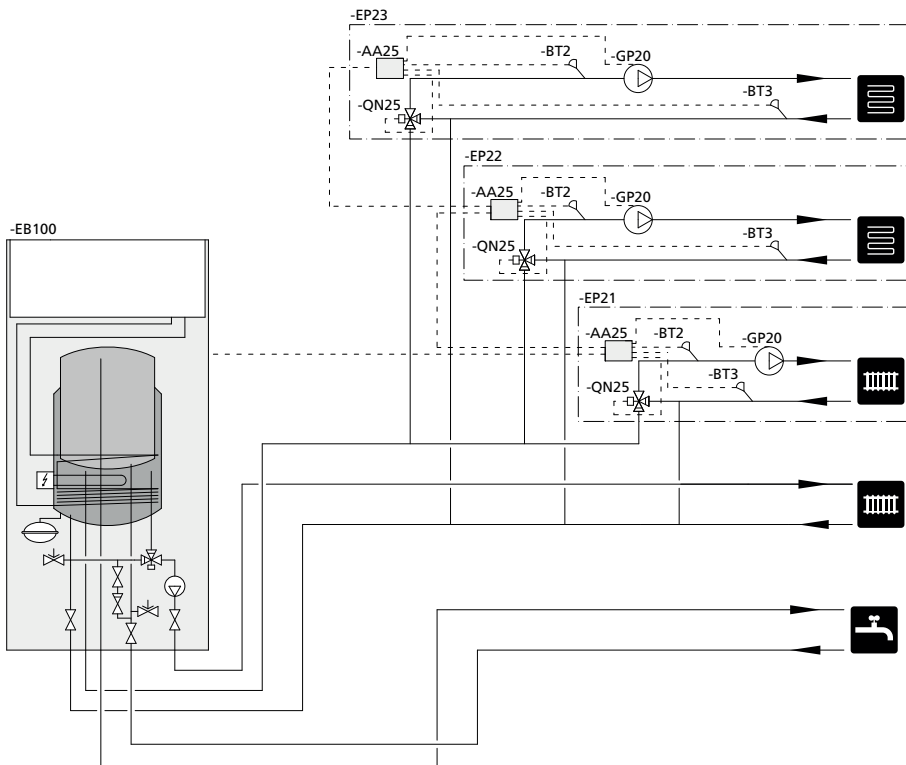 -EP23
-AA25
-BT2
-GP20
-QN25
-BT3
-EP22
-AA25
-BT2
-GP20
-QN25
-BT3
-EB100
-EP21
-AA25
-BT2
-GP20
-QN25
-BT3